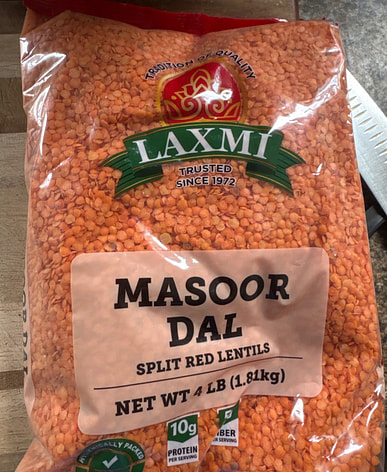 TRADITION OF QUALITY
LAXMI
TRUSTED
SINCE 1972
MASOOR
DAL
SPLIT RED LENTILS
NET WT 4 LB (1.81kg)
10g
PROTEIN
PER SERVING
PER SERVING
PACKED